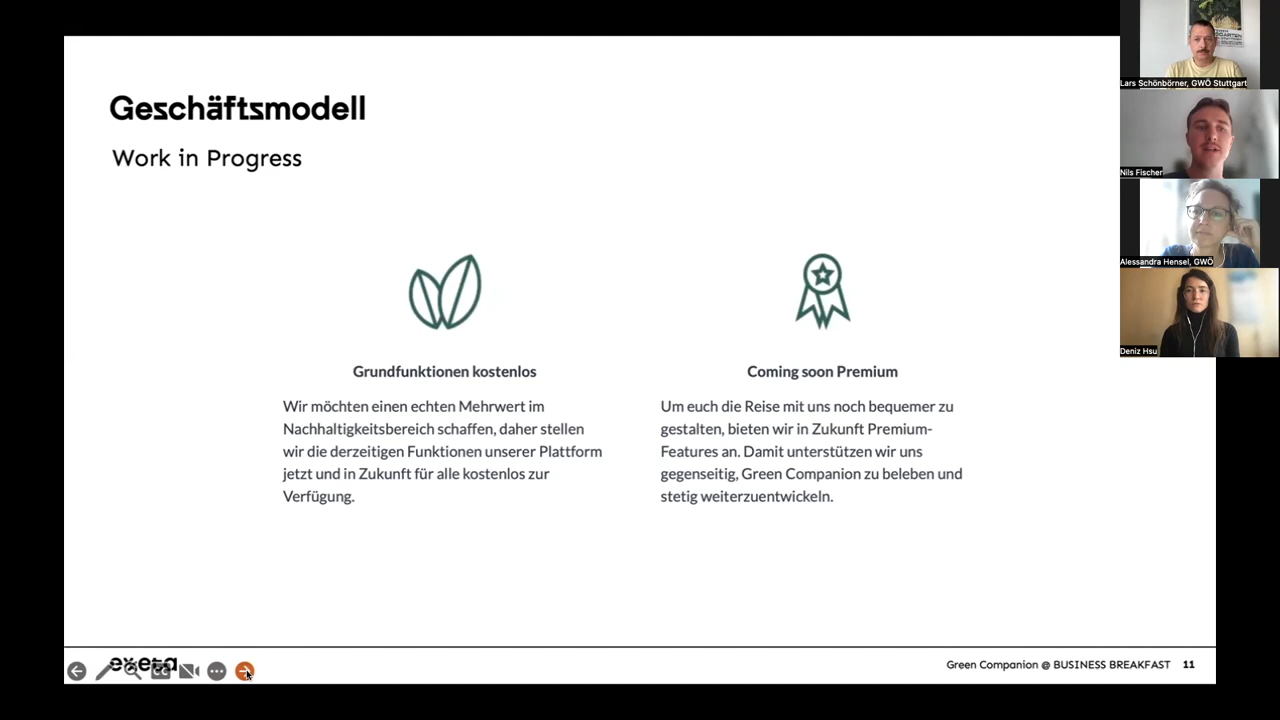 Geschäftsmodell
Work in Progress
Grundfunktionen kostenlos
Wir möchten einen echten Mehrwert im
Nachhaltigkeitsbereich schaffen, daher stellen
wir die derzeitigen Funktionen unserer Plattform
jetzt und in Zukunft für alle kostenlos zur
Verfügung.
Coming soon Premium
Um euch die Reise mit uns noch bequemer zu
gestalten, bieten wir in Zukunft Premium-
Features an. Damit unterstützen wir uns
gegenseitig, Green Companion zu beleben und
stetig weiterzuentwickeln.
exeta
CC
Green Companion @ BUSINESS BREAKFAST 11
Lars Schönbörner, GWÖ Stuttgart
Nils Fischer
Alessandra Hensel, GWÖ
Deniz Hsu